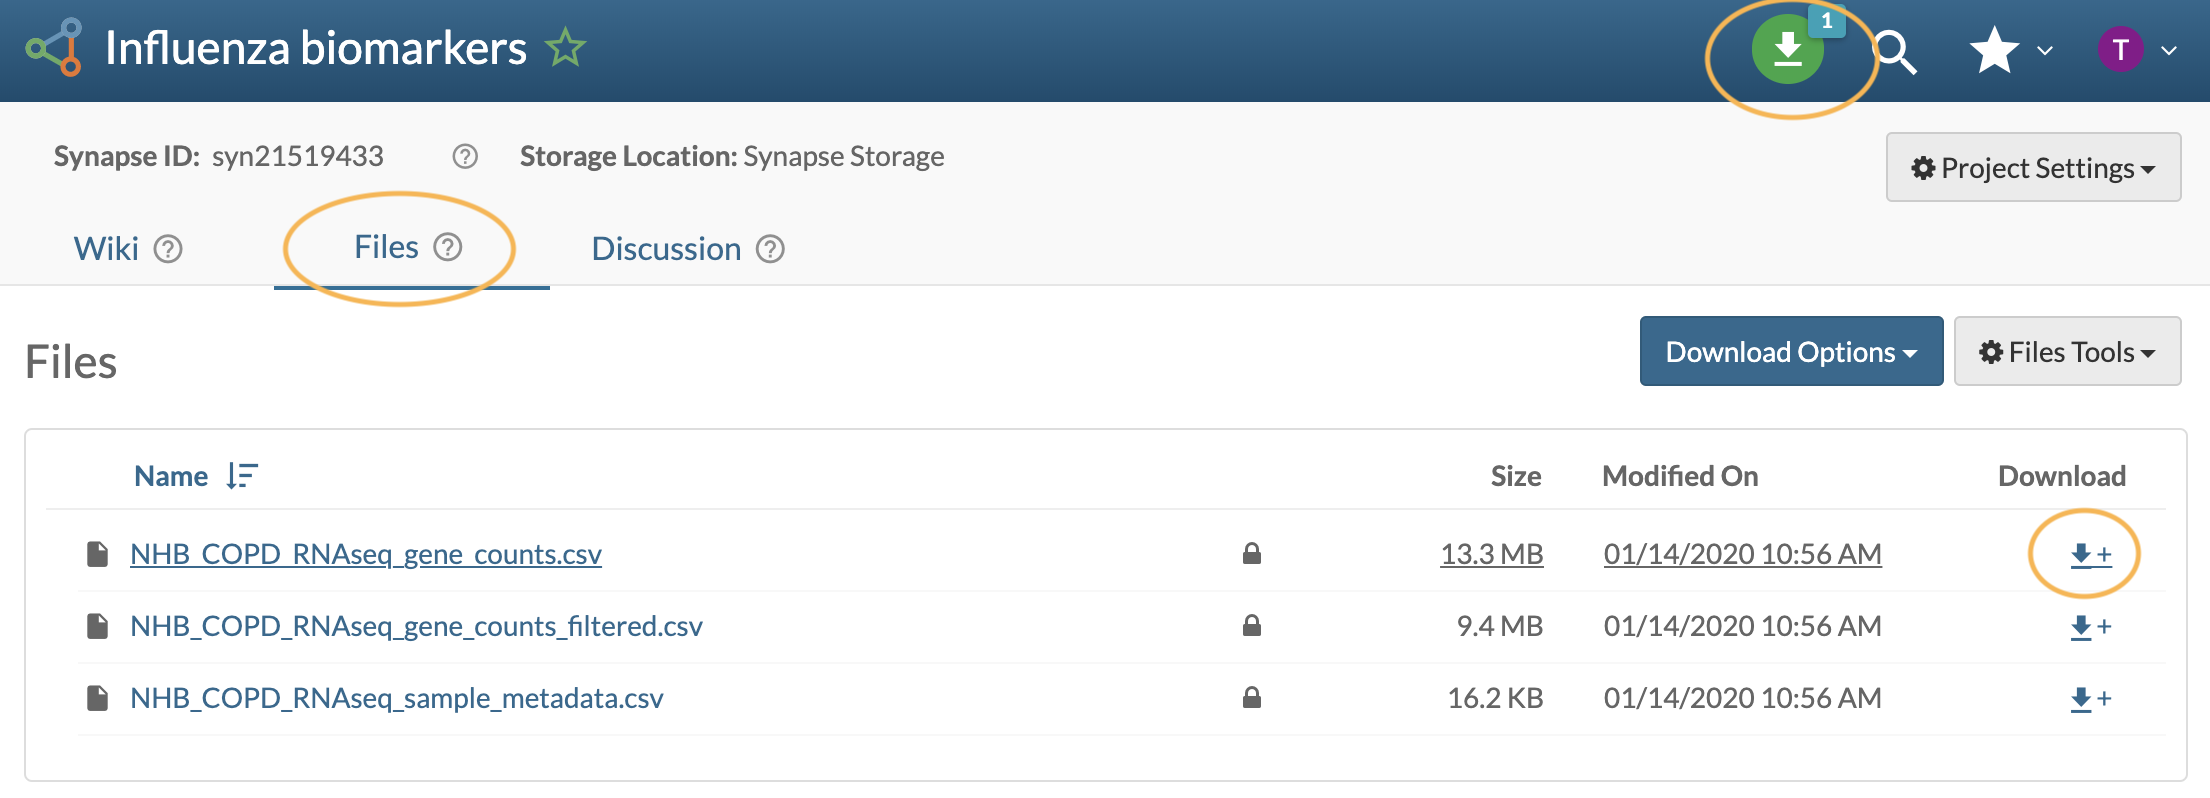 Influenza biomarkers
1
T
Synapse ID: syn21519433 ? Storage Location: Synapse Storage
Project Settings
Wiki ? Files ? Discussion ?
Files
Download Options
Files Tools
Name Size Modified On Download
NHB_COPD_RNAseq_gene_counts.csv 13.3 MB 01/14/2020 10:56 AM +
NHB_COPD_RNAseq_gene_counts_filtered.csv 9.4 MB 01/14/2020 10:56 AM +
NHB_COPD_RNAseq_sample_metadata.csv 16.2 KB 01/14/2020 10:56 AM +